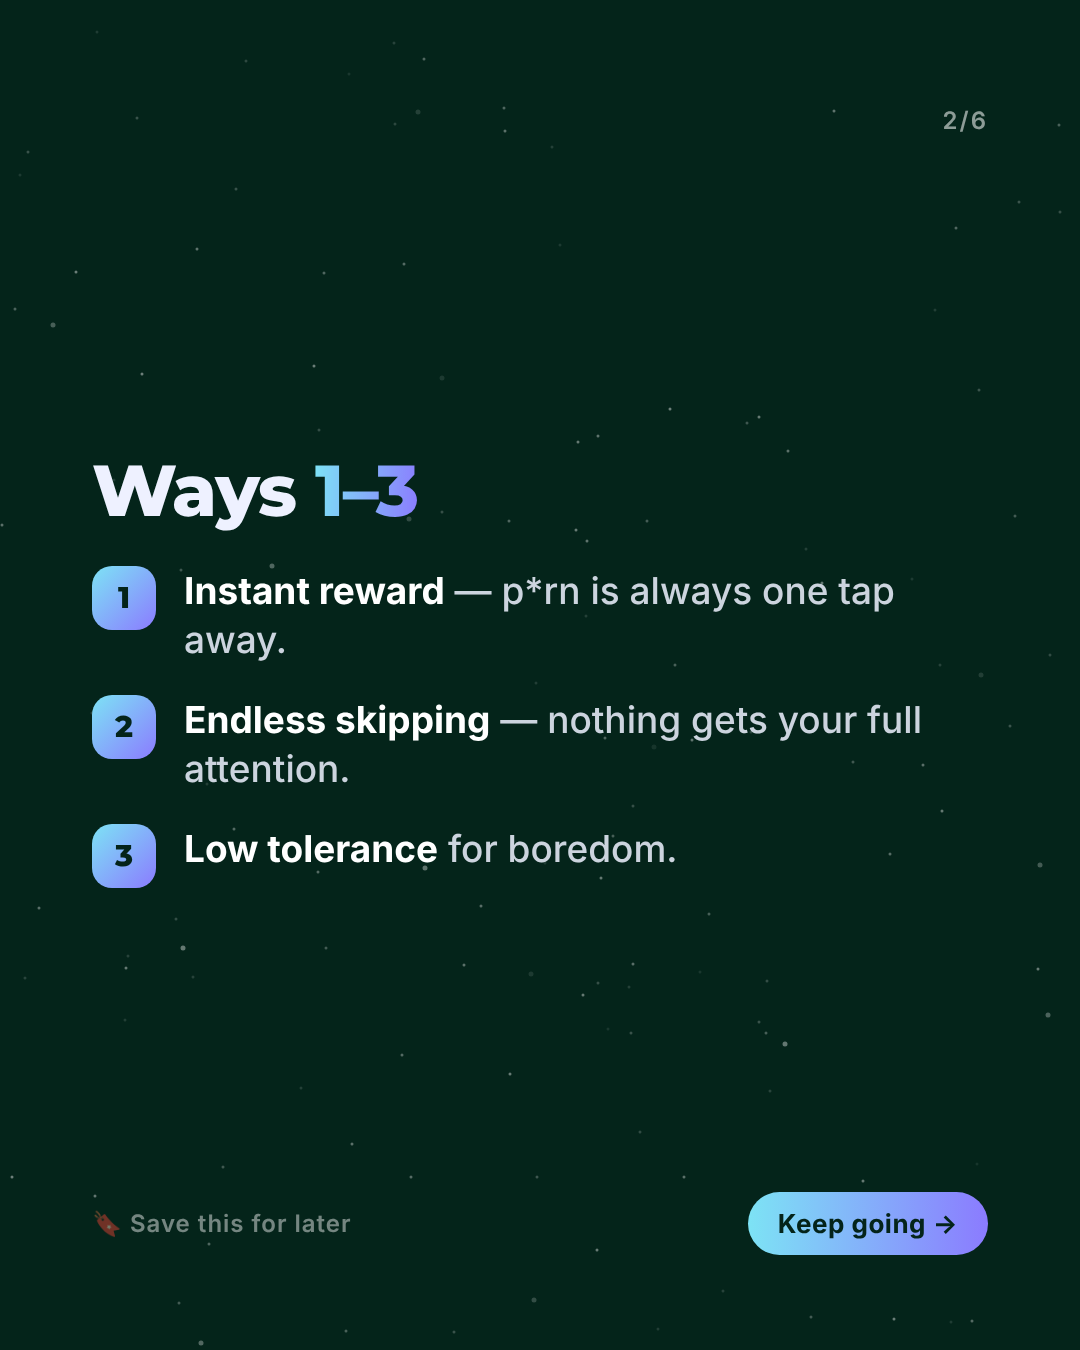 2/6
Ways 1–3
1 Instant reward — p*rn is always one tap
away.
2 Endless skipping — nothing gets your full
attention.
3 Low tolerance for boredom.
🔖 Save this for later
Keep going →